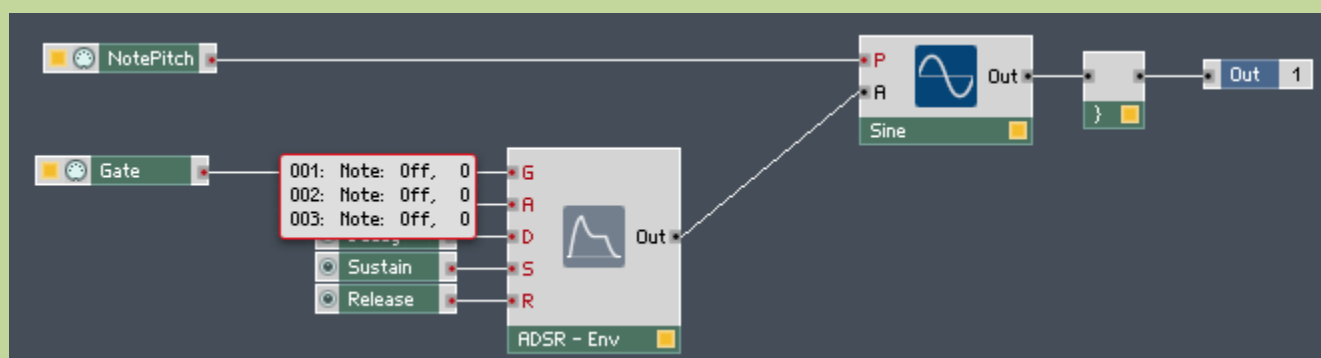 NotePitch
P
A
Out
Sine
}
Out 1
Gate
001: Note: Off, 0
002: Note: Off, 0
003: Note: Off, 0
G
A
D
S
R
Out
Sustain
Release
ADSR - Env